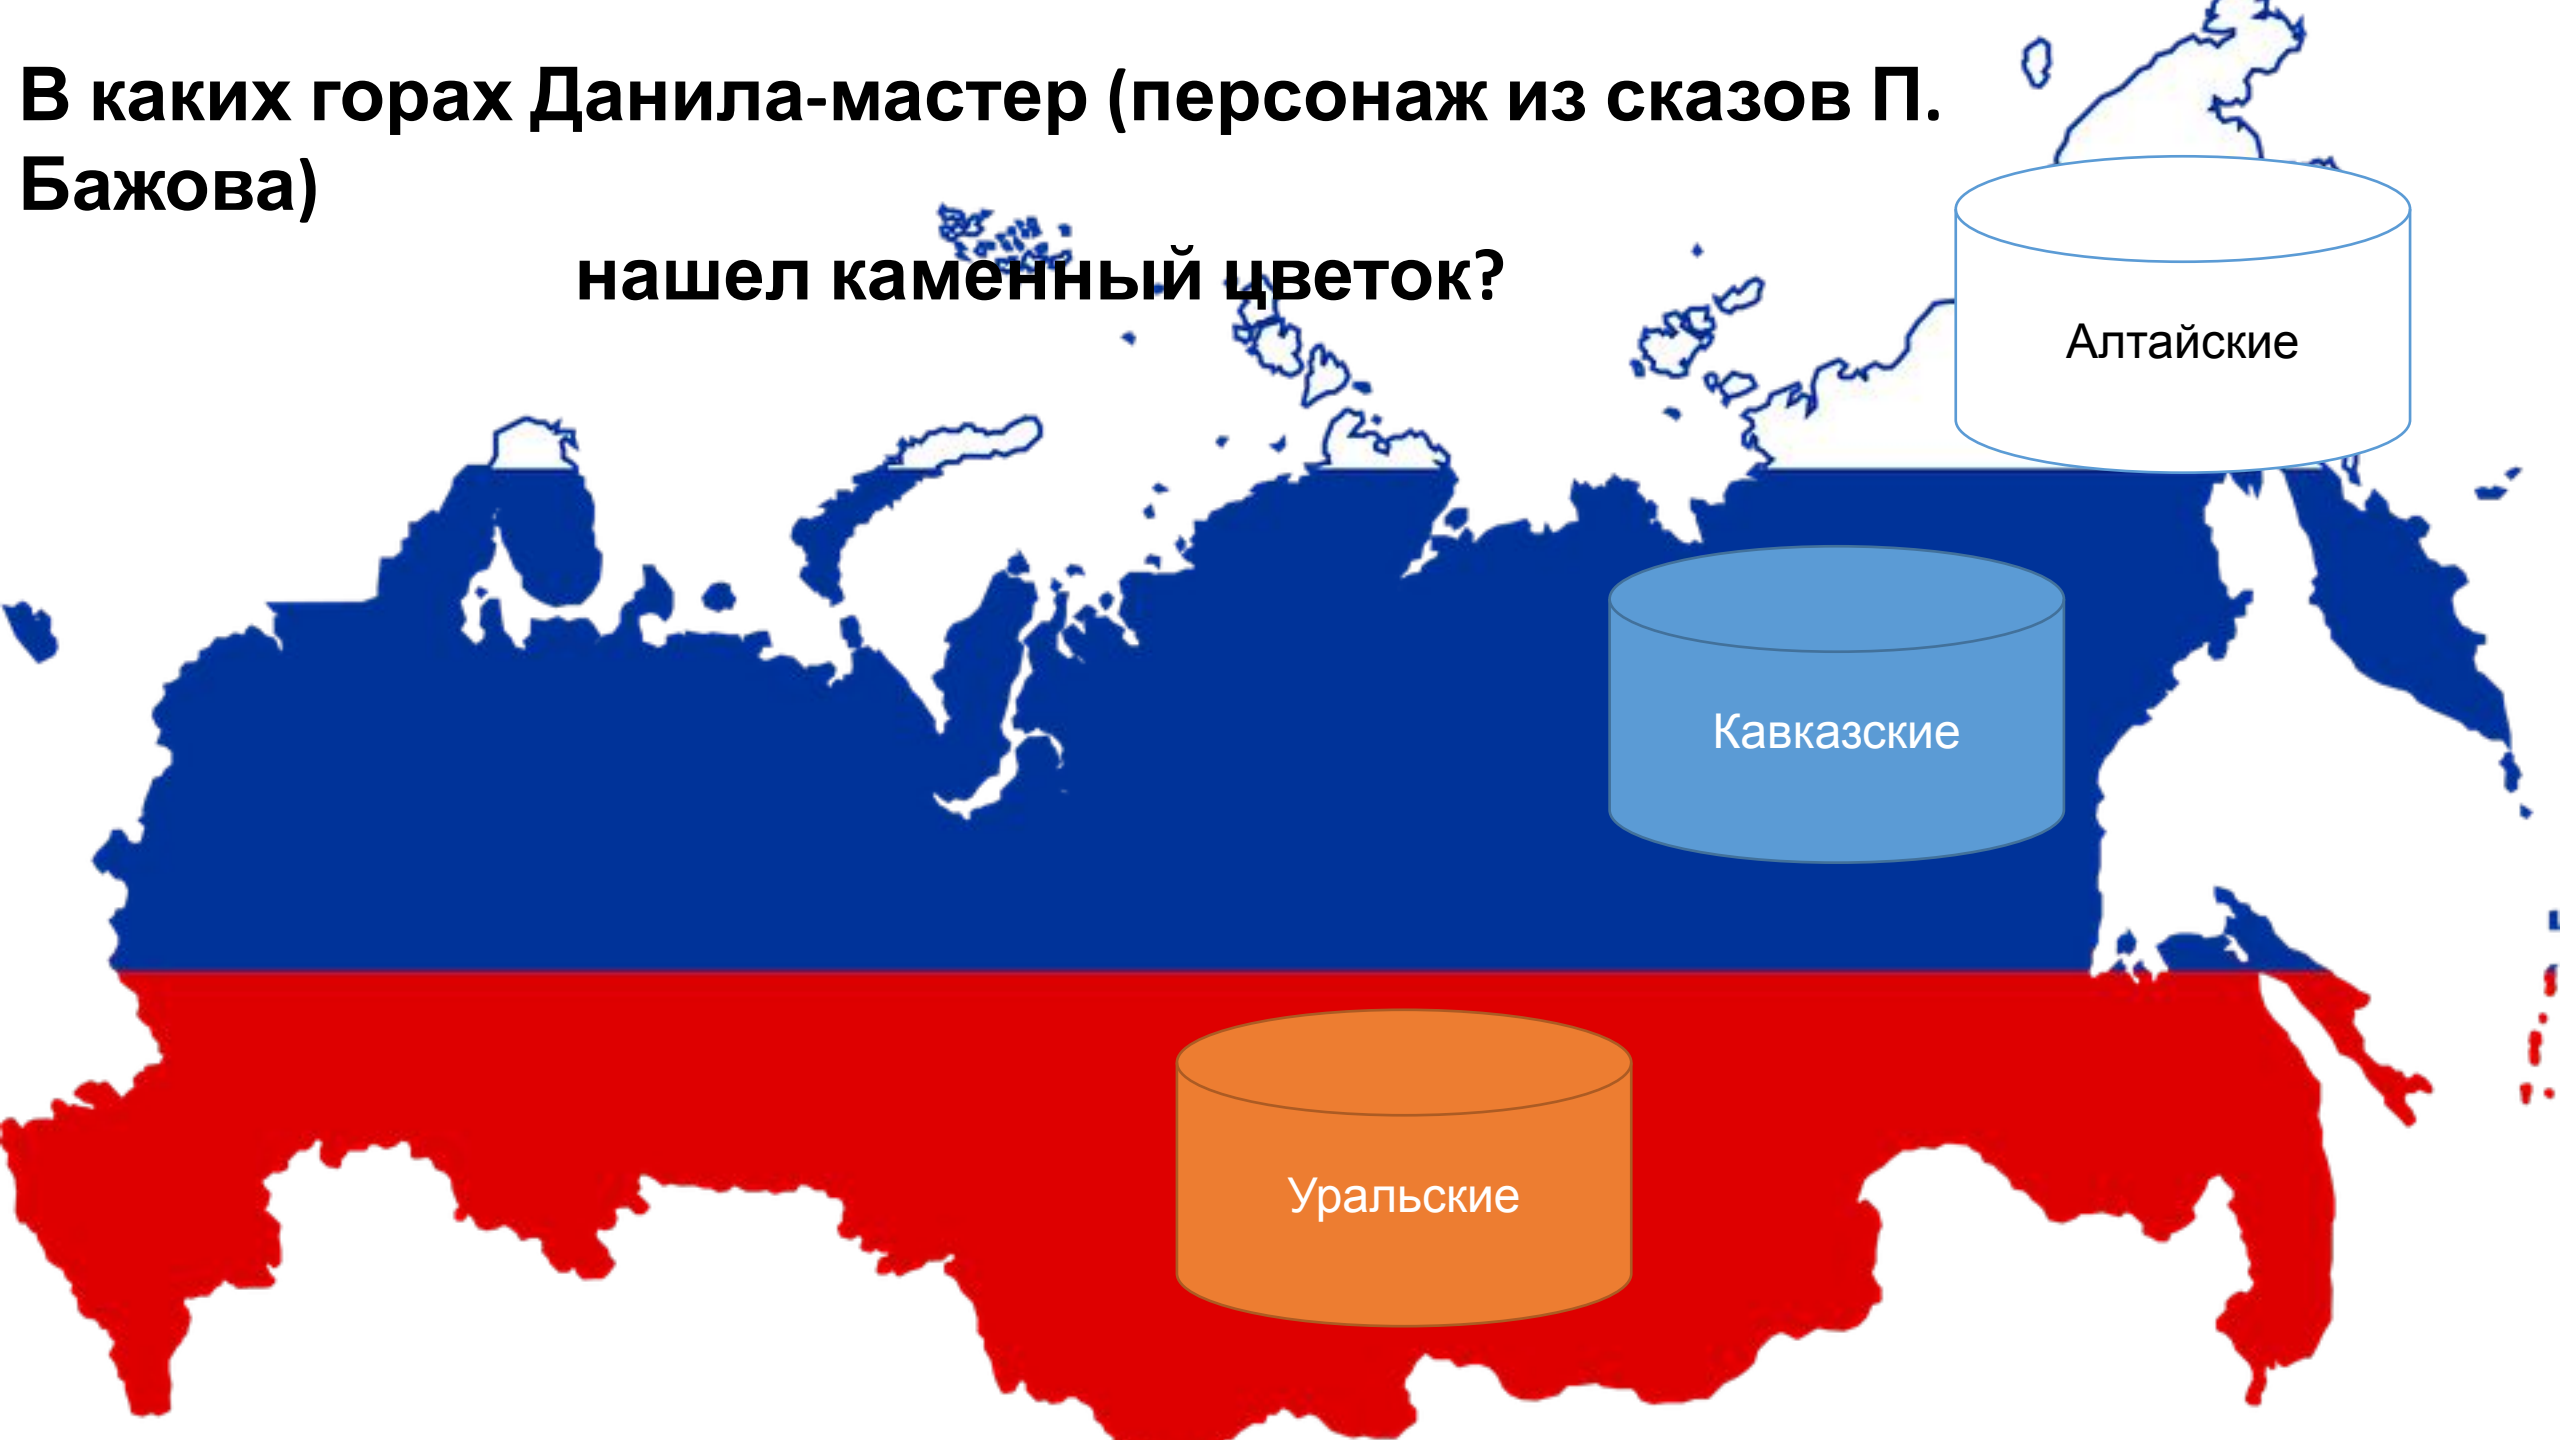 В каких горах Данила-мастер (персонаж из сказов П.
Бажова)
нашел каменный цветок?
Алтайские
Кавказские
Уральские